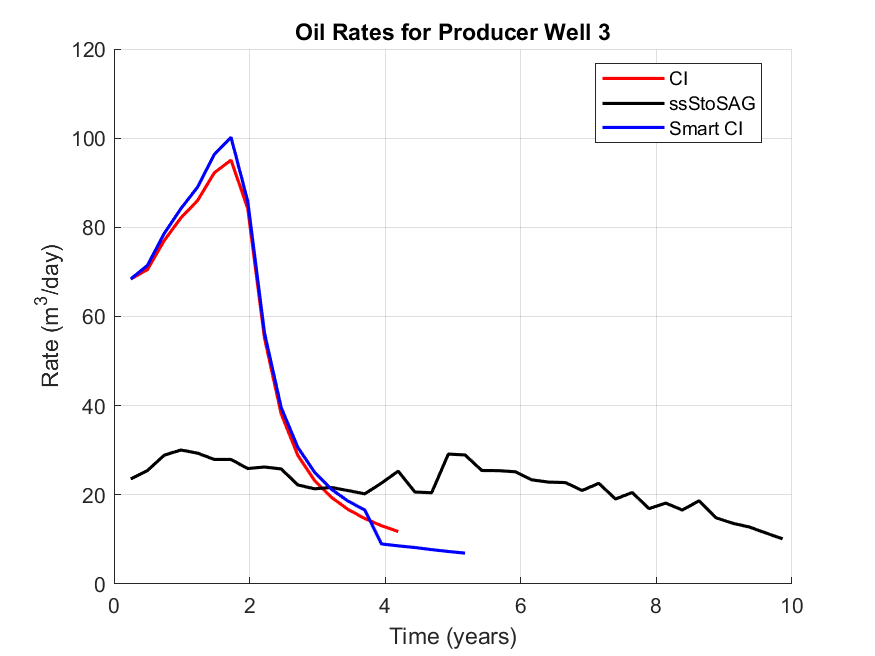 Oil Rates for Producer Well 3
120
100
80
60
40
20
0
Rate (m³/day)
CI
ssStoSAG
Smart CI
0 2 4 6 8 10
Time (years)